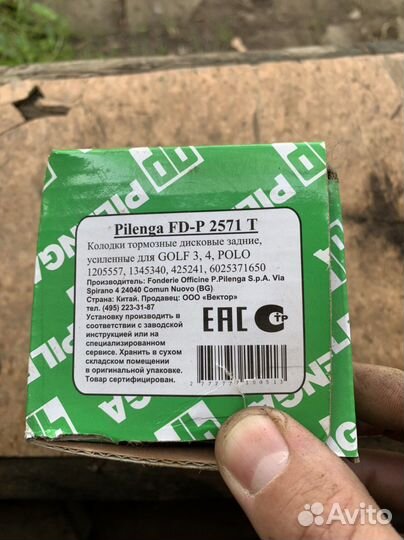 PILENGA
PILENGA
PILENGA
Pilenga FD-P 2571 T
Колодки тормозные дисковые задние,
усиленные для GOLF 3, 4, POLO
1205557, 1345340, 425241, 6025371650
Производитель: Fonderie Officine P.Pilenga S.p.A. Via
Spirano 4 24040 Comun Nuovo (BG)
Страна: Китай. Продавец: ООО «Вектор»
тел. (495) 223-31-87
Установку производить в
соответствии с заводской
инструкцией или на
специализированном
сервисе. Хранить в сухом
складском помещении
в оригинальной упаковке.
Товар сертифицирован.
EAC
Avito